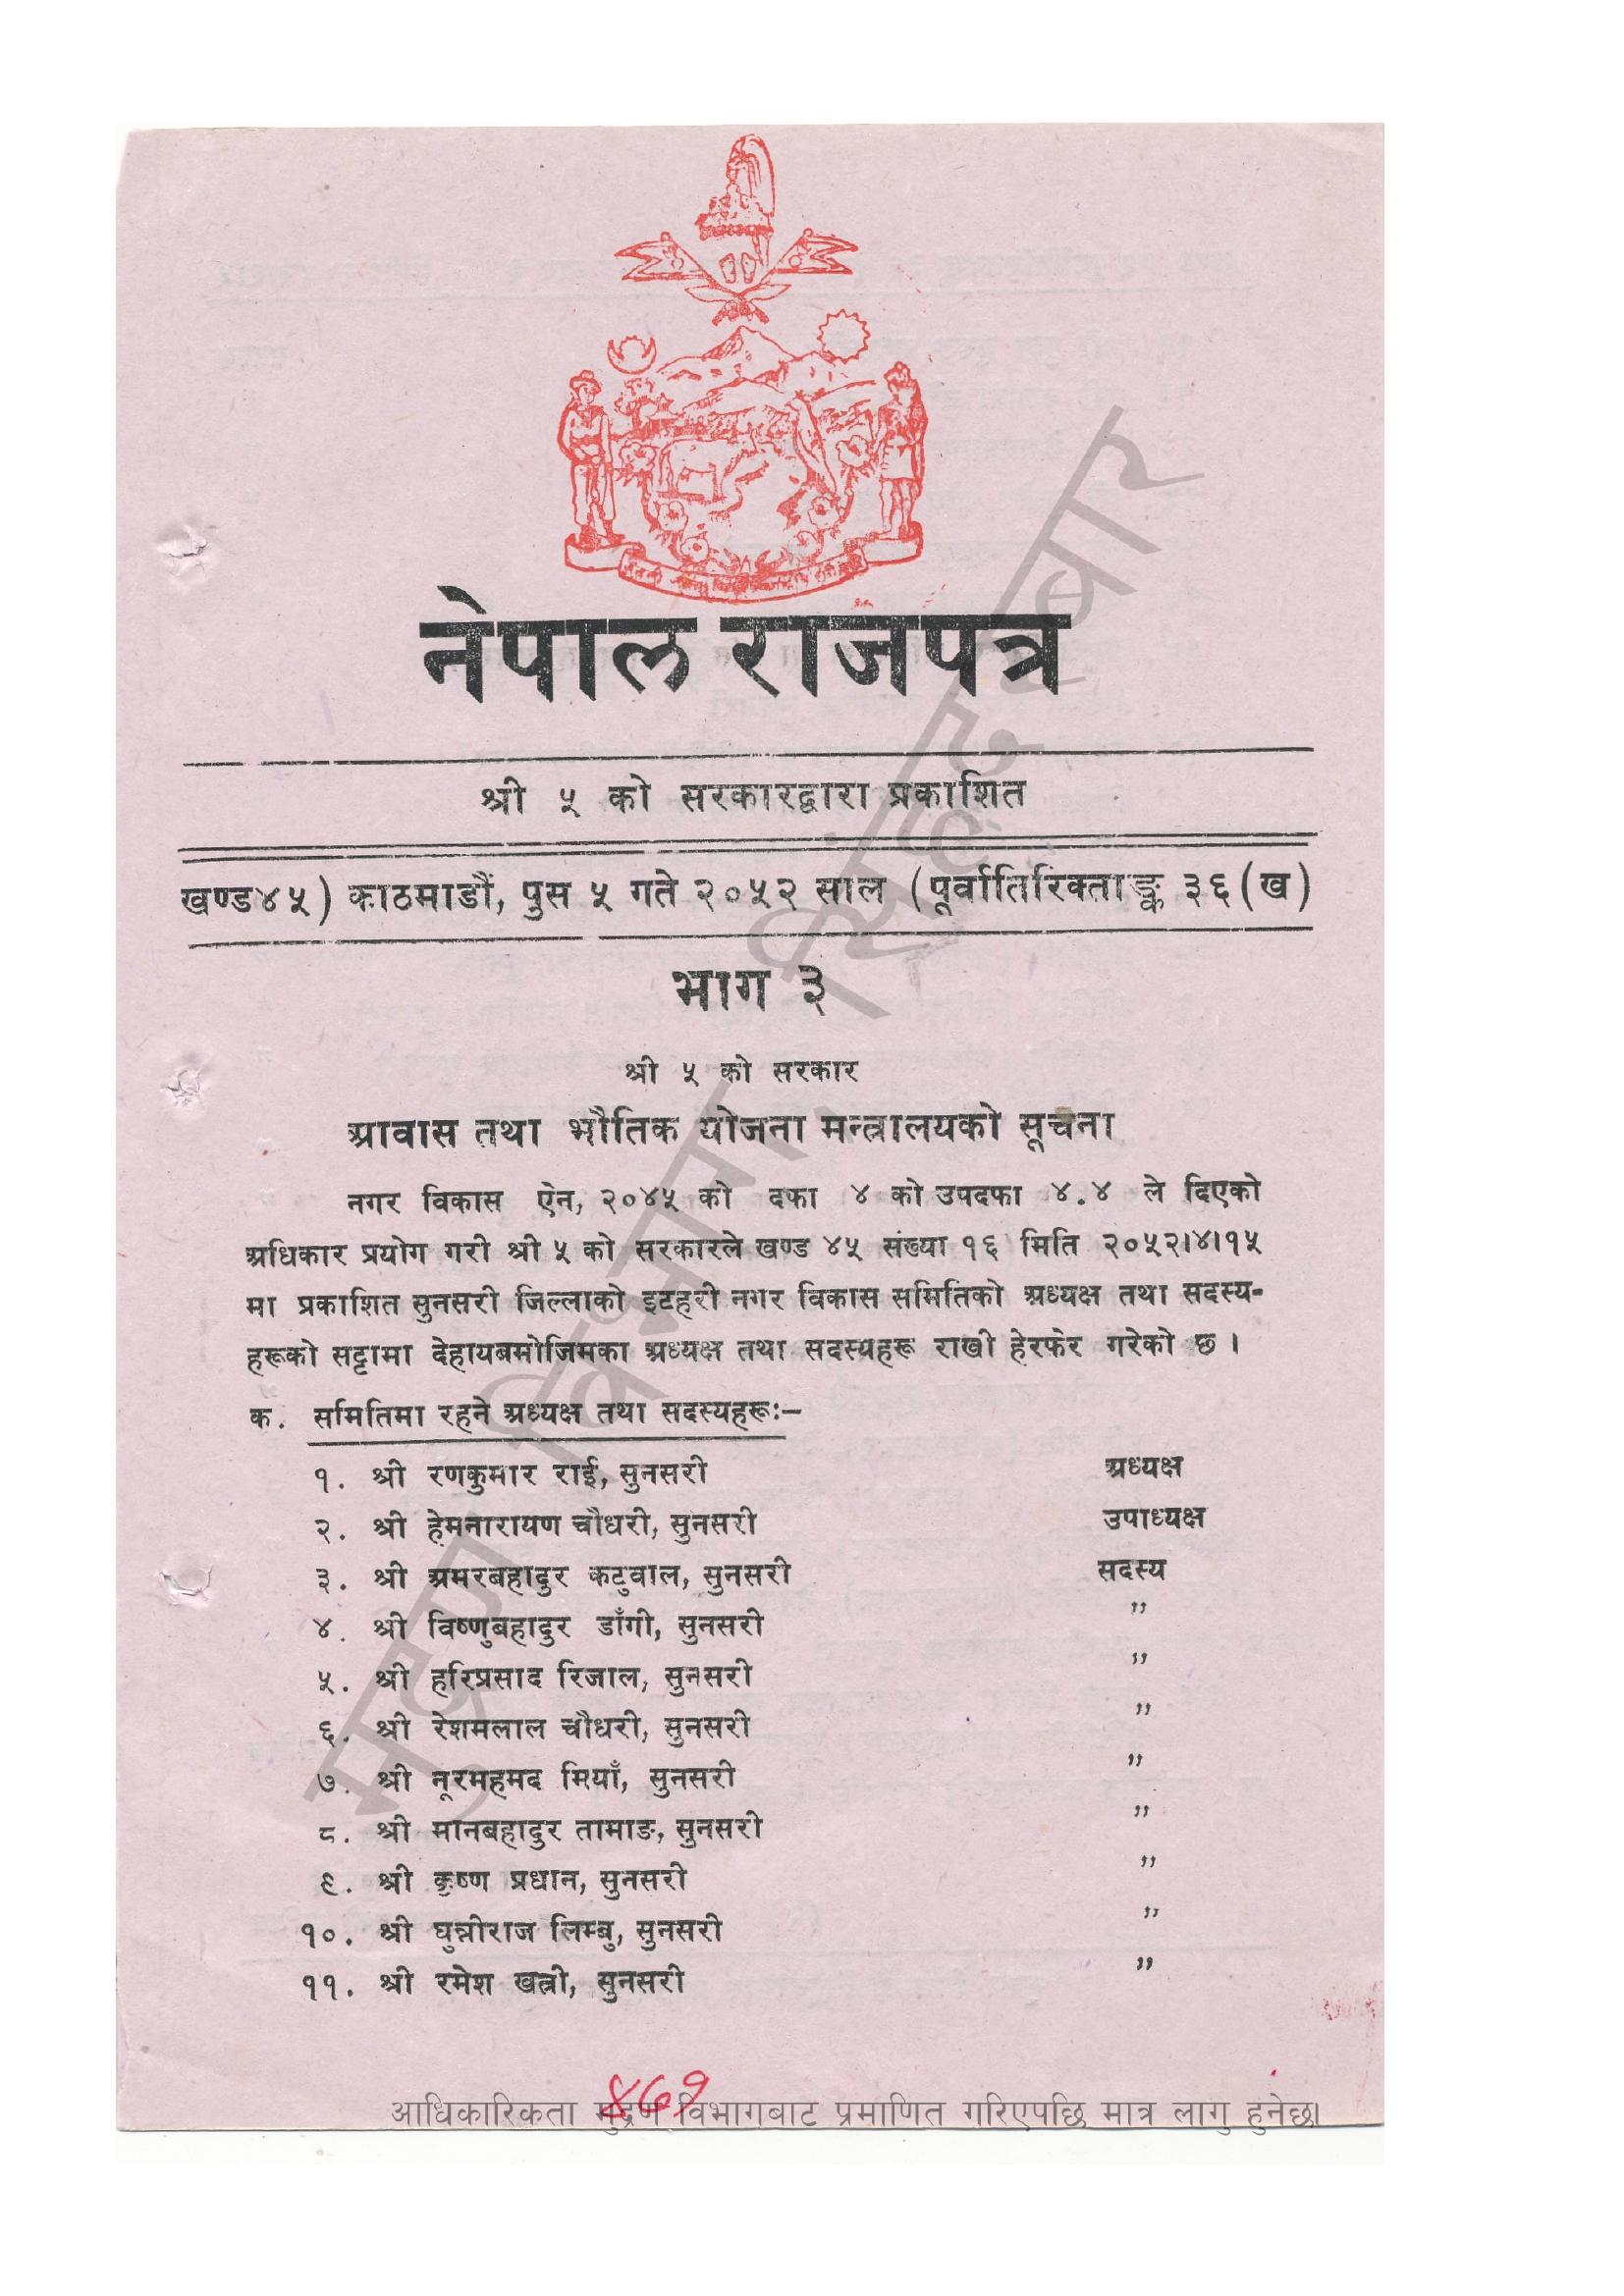 नेपाल राजपत्र
श्री ५ को सरकारद्वारा प्रकाशित
खण्ड४५) काठमाडौं, पुस ५ गते २०५२ साल (पूर्वातिरिक्ताङ्क ३६(ख)
भाग ३
श्री ५ को सरकार
आवास तथा भौतिक योजना मन्त्रालयको सूचना
नगर विकास ऐन, २०४५ को दफा ४ को उपदफा ४.४ ले दिएको
अधिकार प्रयोग गरी श्री ५ को सरकारले खण्ड ४५ संख्या १६ मिति २०५२।४।१५
मा प्रकाशित सुनसरी जिल्लाको इटहरी नगर विकास समितिको अध्यक्ष तथा सदस्य-
हरूको सट्टामा देहायबमोजिमका अध्यक्ष तथा सदस्यहरू राखी हेरफेर गरेको छ ।
क. समितिमा रहने अध्यक्ष तथा सदस्यहरूः–
१. श्री रणकुमार राई, सुनसरी अध्यक्ष
२. श्री हेमनारायण चौधरी, सुनसरी उपाध्यक्ष
३. श्री अमरबहादुर कटुवाल, सुनसरी सदस्य
४. श्री विष्णुबहादुर डाँगी, सुनसरी "
५. श्री हरिप्रसाद रिजाल, सुनसरी "
६. श्री रेशमलाल चौधरी, सुनसरी "
७. श्री नूरमहमद मियाँ, सुनसरी "
८. श्री मानबहादुर तामाङ, सुनसरी "
९. श्री कृष्ण प्रधान, सुनसरी "
१०. श्री घुन्नीराज लिम्बु, सुनसरी "
११. श्री रमेश खत्री, सुनसरी "
मुद्रण विभाग, सिंहदरबार
आधिकारिकता मुद्रण विभागबाट प्रमाणित गरिएपछि मात्र लागु हुनेछ।